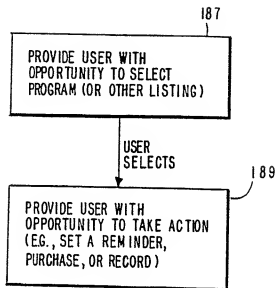 187
PROVIDE USER WITH
OPPORTUNITY TO SELECT
PROGRAM (OR OTHER LISTING)
USER
SELECTS
189
PROVIDE USER WITH
OPPORTUNITY TO TAKE ACTION
(E.G., SET A REMINDER,
PURCHASE, OR RECORD)